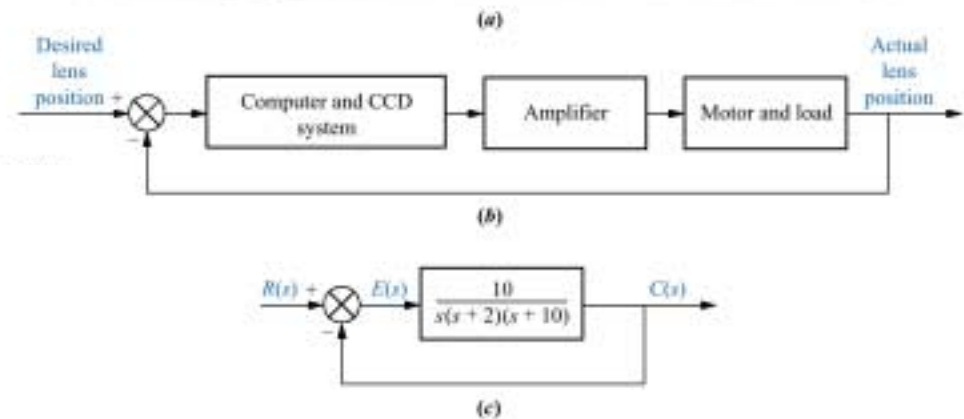 (a)
Desired
lens
position +
−
Computer and CCD
system
Amplifier
Motor and load
Actual
lens
position
(b)
R(s) +
−
E(s)
10
s(s + 2)(s + 10)
C(s)
(c)